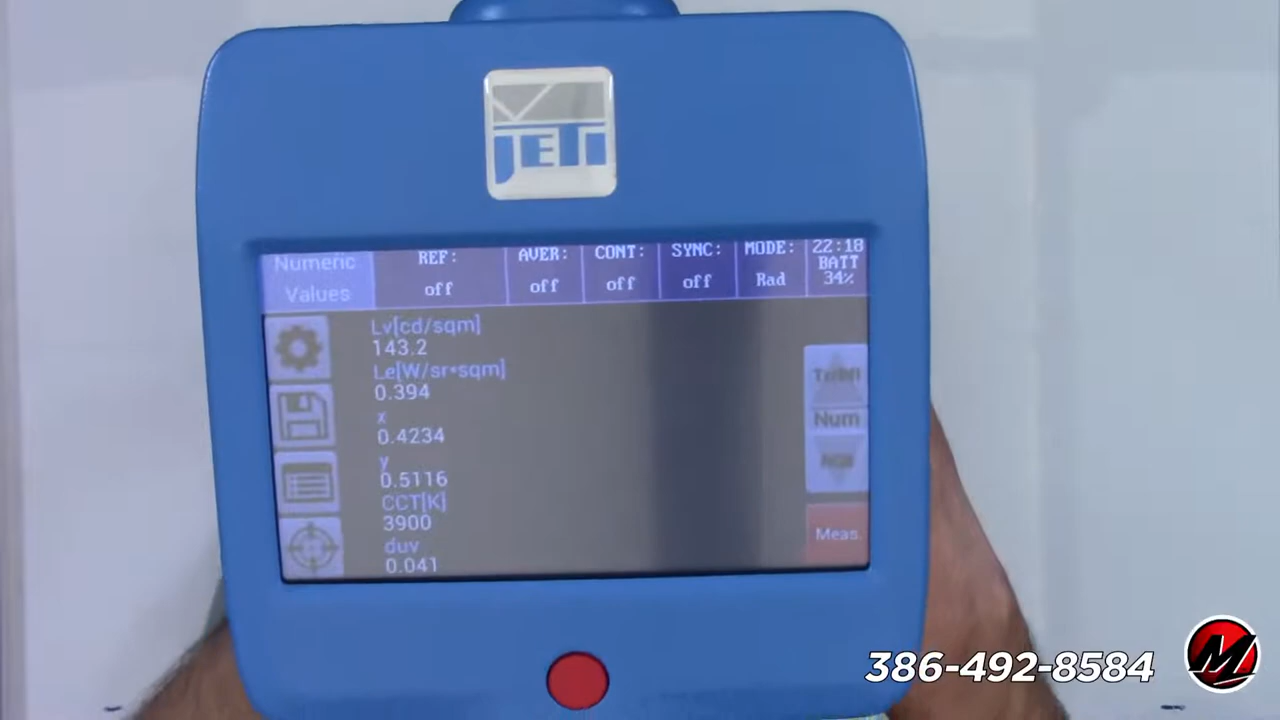 JETI
Numeric Values
REF: off
AVER: off
CONT: off
SYNC: off
MODE: Rad
22:18
BATT
34%
Lv[cd/sqm]
143.2
Le[W/sr•sqm]
0.394
x
0.4234
y
0.5116
CCT[K]
3900
duv
0.041
Num
Meas.
386-492-8584
M